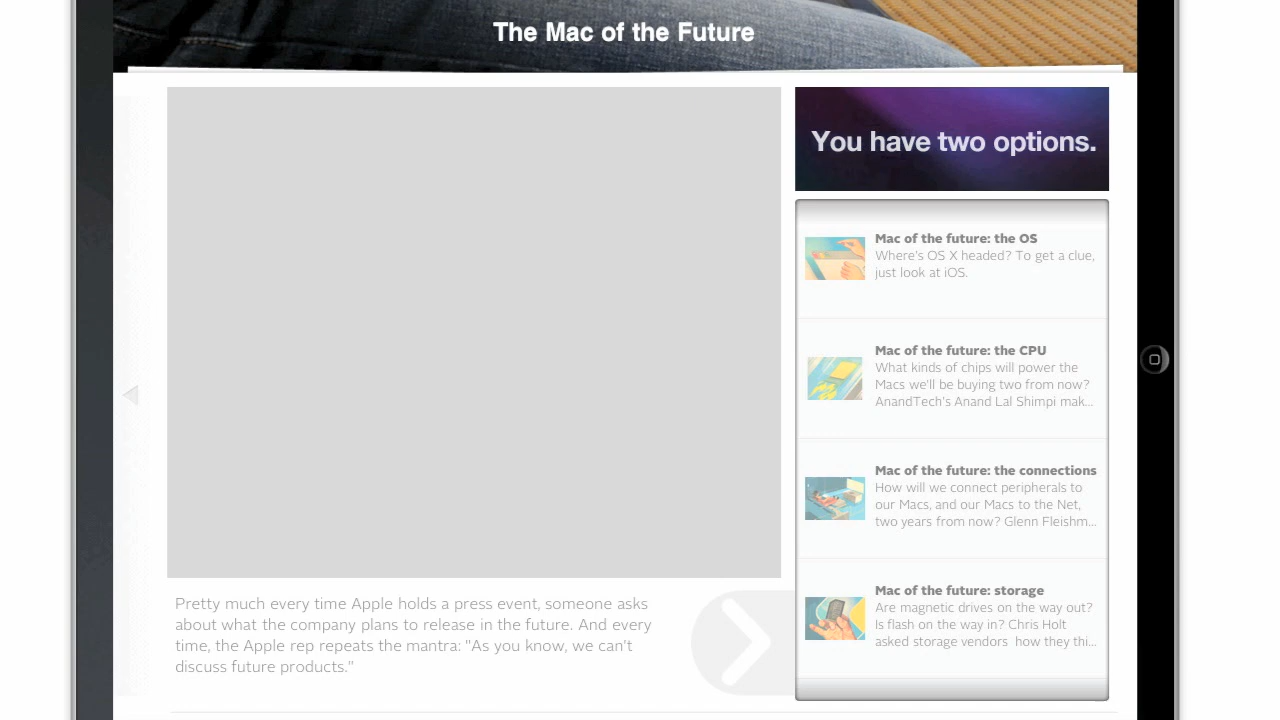 The Mac of the Future
You have two options.
Mac of the future: the OS
Where's OS X headed? To get a clue,
just look at iOS.
Mac of the future: the CPU
What kinds of chips will power the
Macs we'll be buying two from now?
AnandTech's Anand Lal Shimpi mak...
Mac of the future: the connections
How will we connect peripherals to
our Macs, and our Macs to the Net,
two years from now? Glenn Fleishm...
Mac of the future: storage
Are magnetic drives on the way out?
Is flash on the way in? Chris Holt
asked storage vendors how they thi...
Pretty much every time Apple holds a press event, someone asks
about what the company plans to release in the future. And every
time, the Apple rep repeats the mantra: "As you know, we can't
discuss future products."